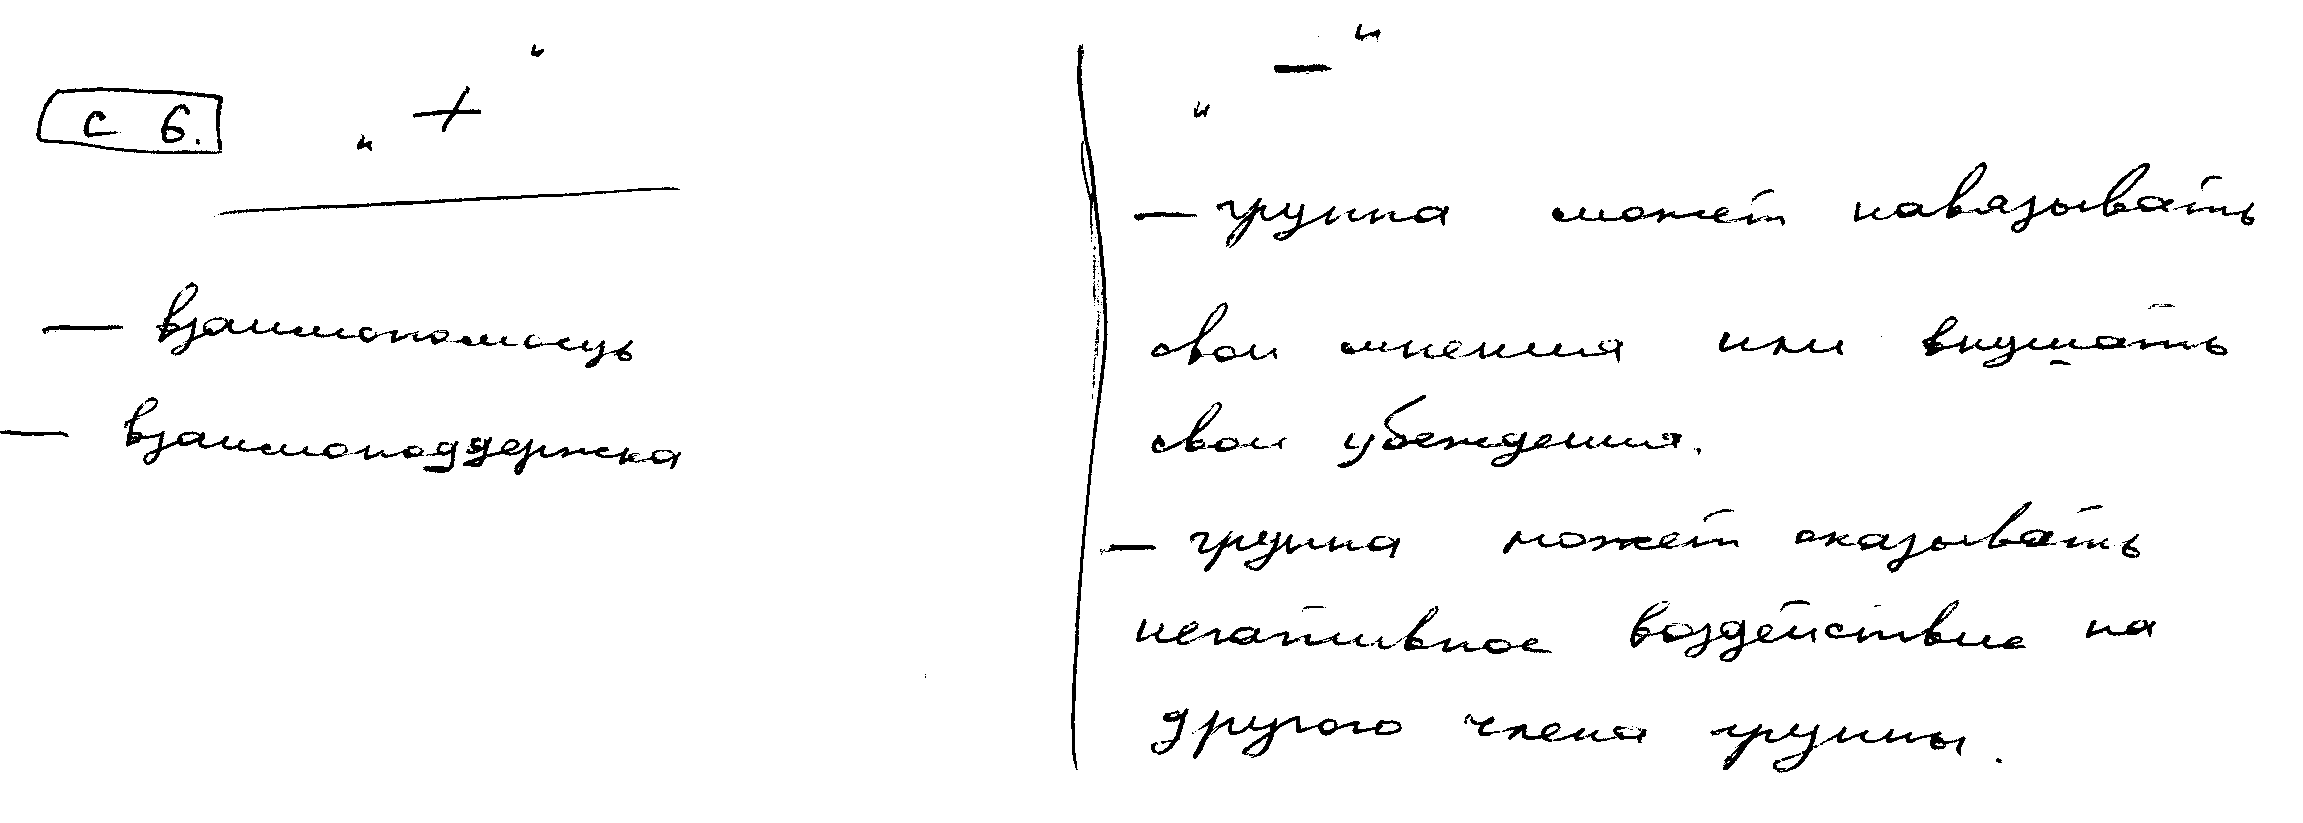 С 6.
„ + “
— взаимопомощь
— взаимоподдержка
„ — “
— группа может навязывать
свои мнения или внушать
свои убеждения.
— группа может оказывать
негативное воздействие на
другого члена группы.